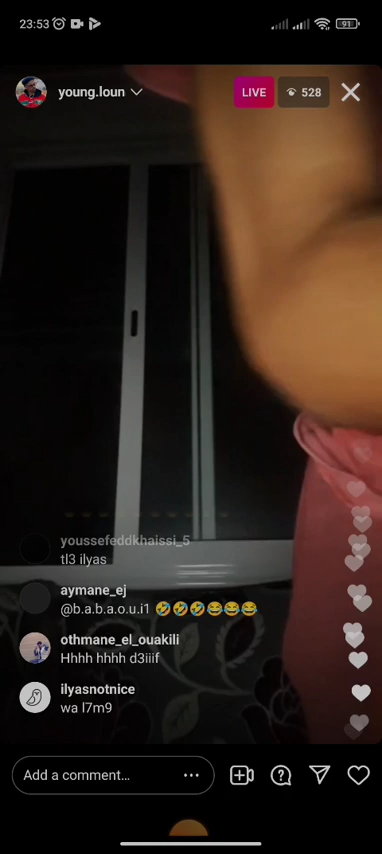 23:53
91
young.loun
LIVE
528
youssefeddkhaissi_5
tl3 ilyas
aymane_ej
@b.a.b.a.o.u.i1 🤣🤣🤣😂😂😂
othmane_el_ouakili
Hhhh hhhh d3iiif
ilyasnotnice
wa l7m9
Add a comment...